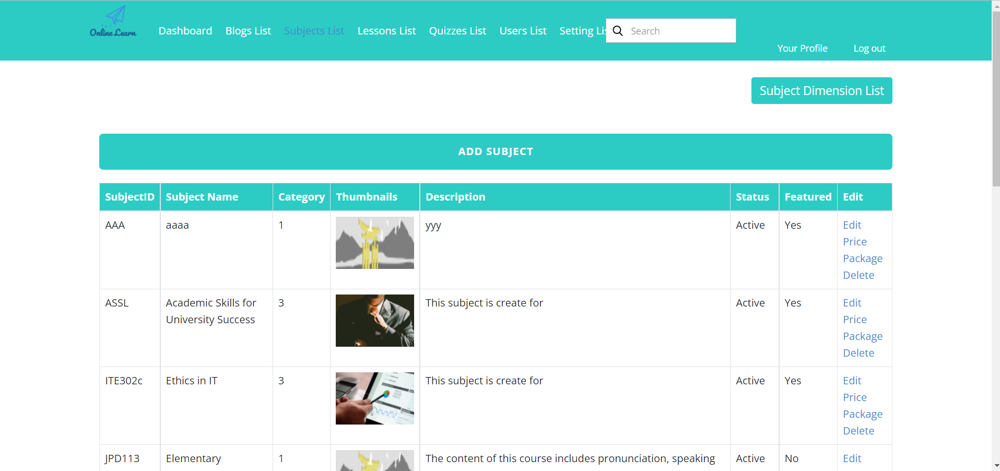 Online Learn
Dashboard Blogs List Subjects List Lessons List Quizzes List Users List Setting Lis Search
Your Profile Log out
Subject Dimension List
ADD SUBJECT
SubjectID Subject Name Category Thumbnails Description Status Featured Edit
AAA aaaa 1 yyy Active Yes Edit
Price
Package
Delete
ASSL Academic Skills for 3 This subject is create for Active Yes Edit
University Success Price
Package
Delete
ITE302c Ethics in IT 3 This subject is create for Active Yes Edit
Price
Package
Delete
JPD113 Elementary 1 The content of this course includes pronunciation, speaking Active No Edit